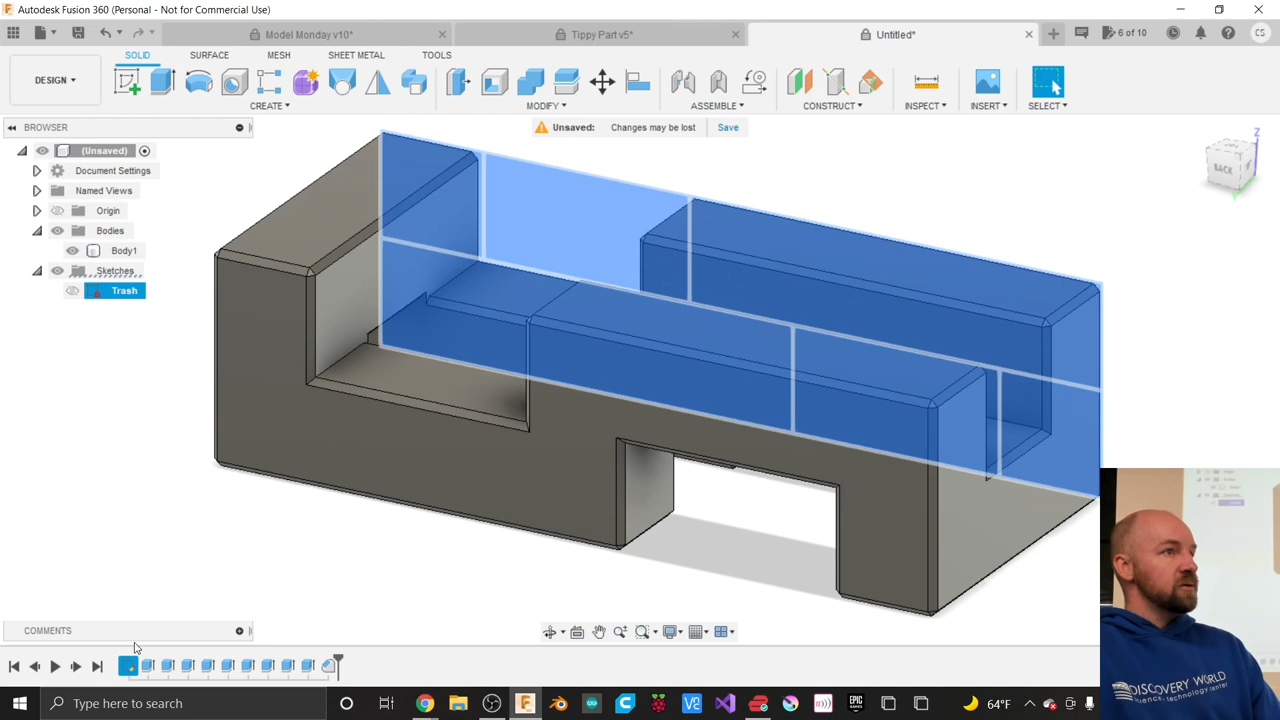 Autodesk Fusion 360 (Personal - Not for Commercial Use)
Model Monday v10*
Tippy Part v5*
Untitled*
6 of 10
CS
SOLID
SURFACE
MESH
SHEET METAL
TOOLS
DESIGN
CREATE
MODIFY
ASSEMBLE
CONSTRUCT
INSPECT
INSERT
SELECT
BROWSER
Unsaved: Changes may be lost
Save
Z
BACK
(Unsaved)
Document Settings
Named Views
Origin
Bodies
Body1
Sketches
Trash
COMMENTS
DISCOVERY WORLD
Type here to search
EPIC
64°F